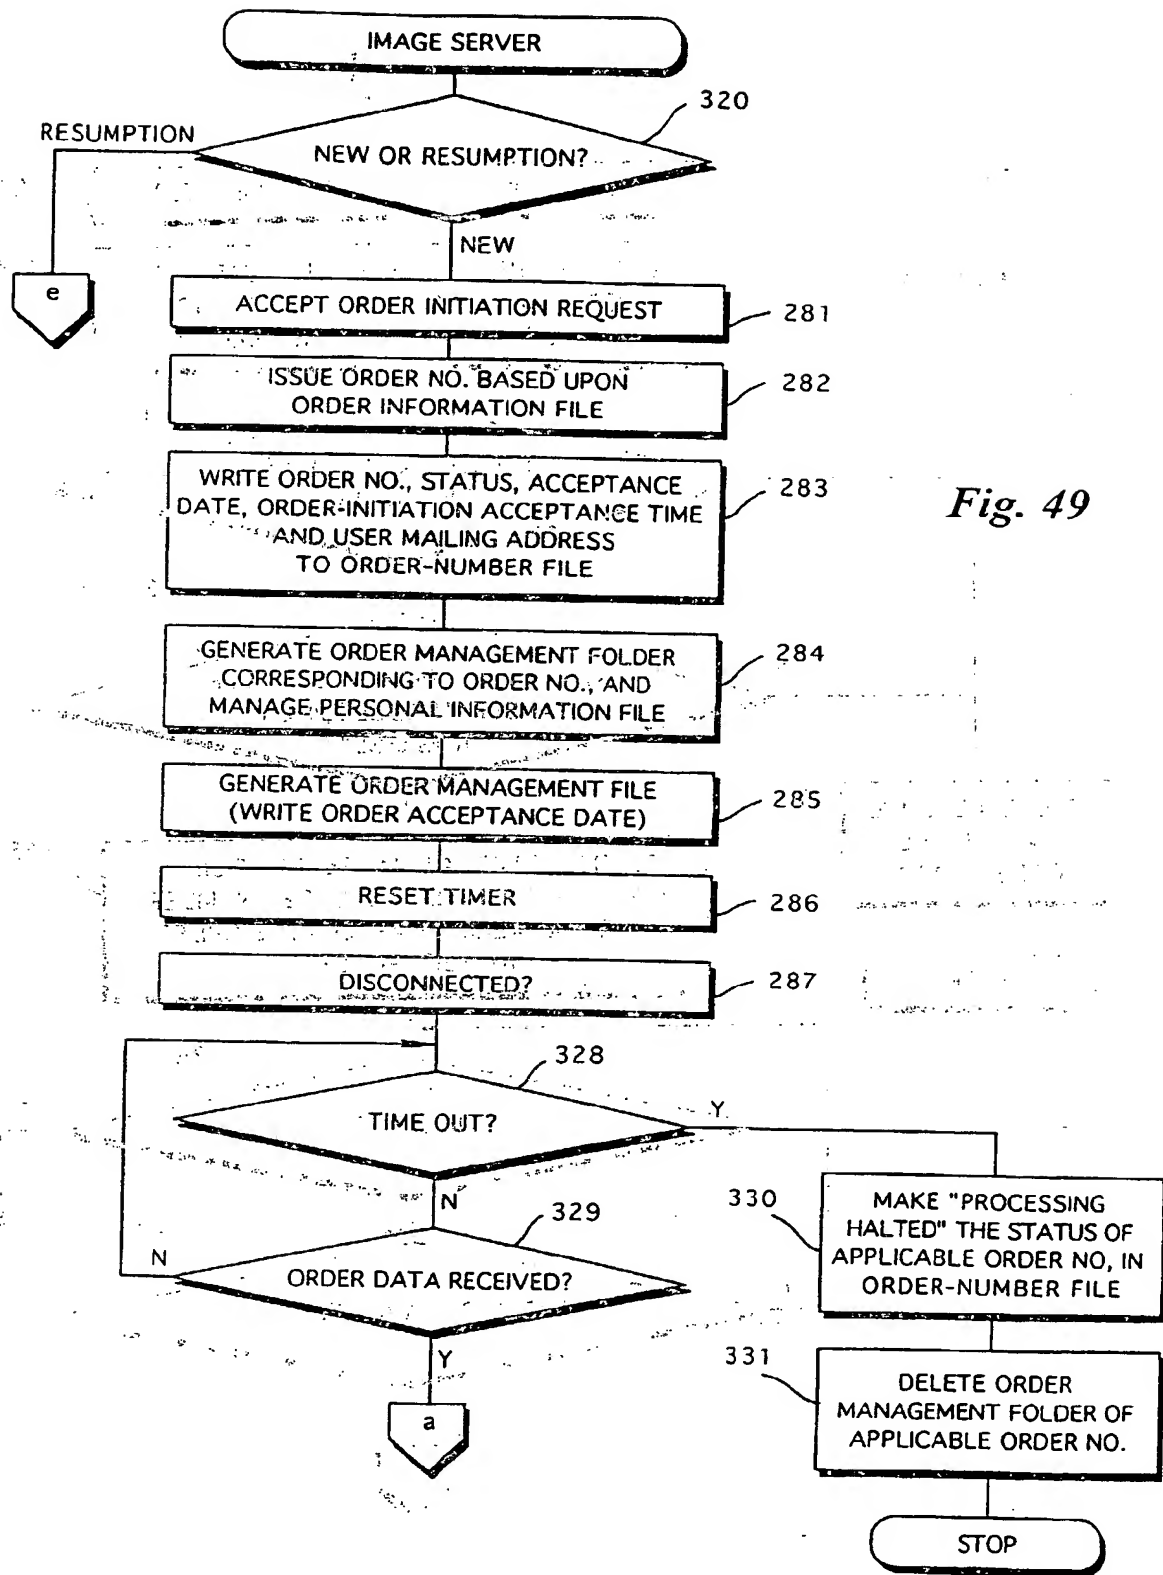 IMAGE SERVER
320
RESUMPTION
NEW OR RESUMPTION?
NEW
e
ACCEPT ORDER INITIATION REQUEST
281
ISSUE ORDER NO. BASED UPON
ORDER INFORMATION FILE
282
WRITE ORDER NO., STATUS, ACCEPTANCE
DATE, ORDER-INITIATION ACCEPTANCE TIME
AND USER MAILING ADDRESS
TO ORDER-NUMBER FILE
283
Fig. 49
GENERATE ORDER MANAGEMENT FOLDER
CORRESPONDING TO ORDER NO., AND
MANAGE PERSONAL INFORMATION FILE
284
GENERATE ORDER MANAGEMENT FILE
(WRITE ORDER ACCEPTANCE DATE)
285
RESET TIMER
286
DISCONNECTED?
287
328
TIME OUT?
Y
N
329
N
ORDER DATA RECEIVED?
Y
a
330
MAKE "PROCESSING
HALTED" THE STATUS OF
APPLICABLE ORDER NO, IN
ORDER-NUMBER FILE
331
DELETE ORDER
MANAGEMENT FOLDER OF
APPLICABLE ORDER NO.
STOP